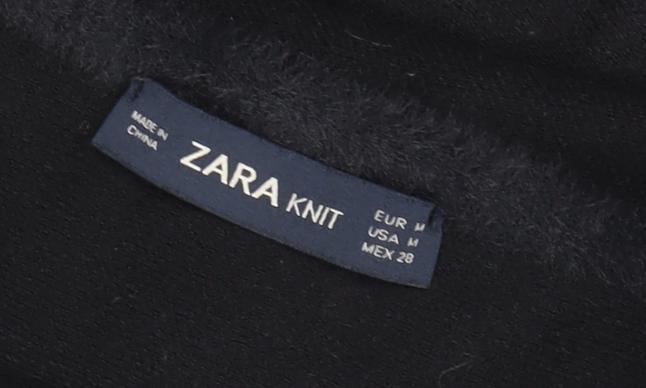 MADE IN
CHINA
ZARA KNIT
EUR M
USA M
MEX 28